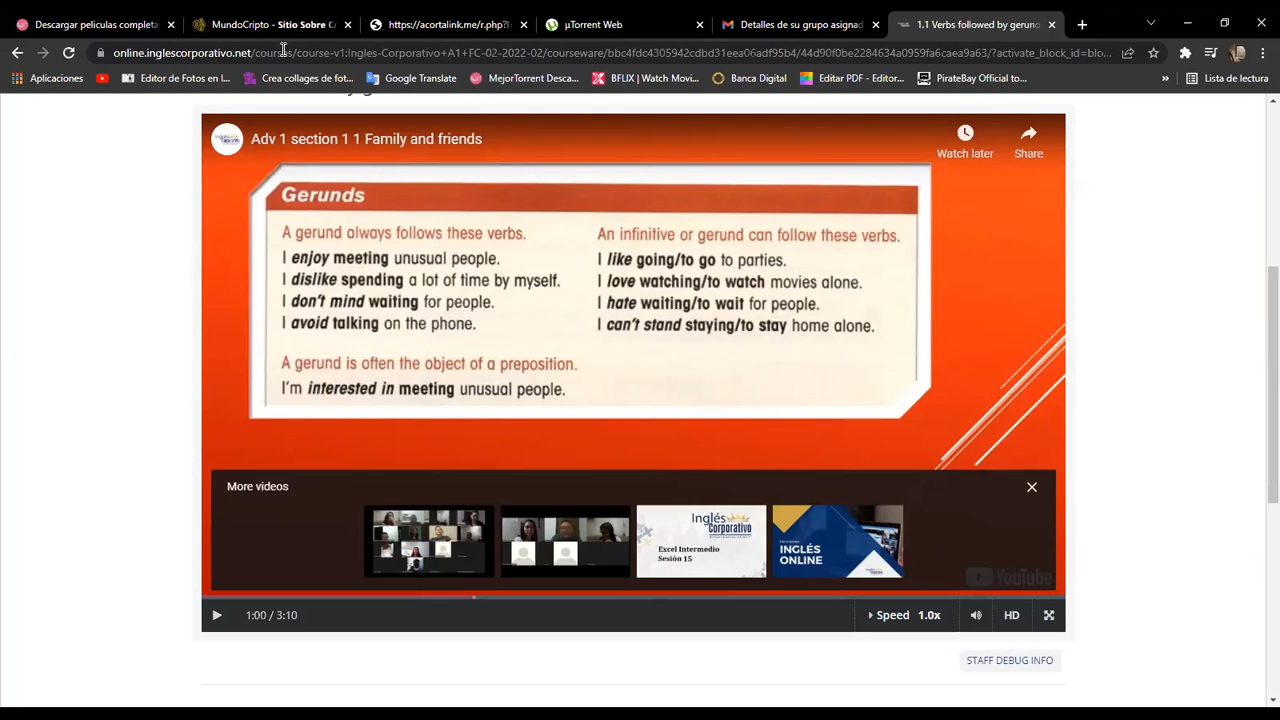 Descargar películas completas
MundoCripto - Sitio Sobre C
https://acortalink.me/r.php?l=
µTorrent Web
Detalles de su grupo asignad
1.1 Verbs followed by geruno
online.inglescorporativo.net/courses/course-v1:Ingles-Corporativo+A1+FC-02-2022-02/courseware/bbc4fdc4305942cdbd31eea06adf95b4/44d90f0be2284634a0959fa6caea9a63/?activate_block_id=blo...
Aplicaciones
Editor de Fotos en l...
Crea collages de fot...
Google Translate
MejorTorrent Desca...
BFLIX | Watch Movi...
Banca Digital
Editar PDF - Editor...
PirateBay Official to...
»
Lista de lectura
Adv 1 section 1 1 Family and friends
Watch later
Share
Gerunds
A gerund always follows these verbs.
I enjoy meeting unusual people.
I dislike spending a lot of time by myself.
I don't mind waiting for people.
I avoid talking on the phone.
A gerund is often the object of a preposition.
I'm interested in meeting unusual people.
An infinitive or gerund can follow these verbs.
I like going/to go to parties.
I love watching/to watch movies alone.
I hate waiting/to wait for people.
I can't stand staying/to stay home alone.
More videos
Inglés
Corporativo
Excel Intermedio
Sesión 15
INGLÉS
ONLINE
YouTube
1:00 / 3:10
Speed 1.0x
HD
STAFF DEBUG INFO